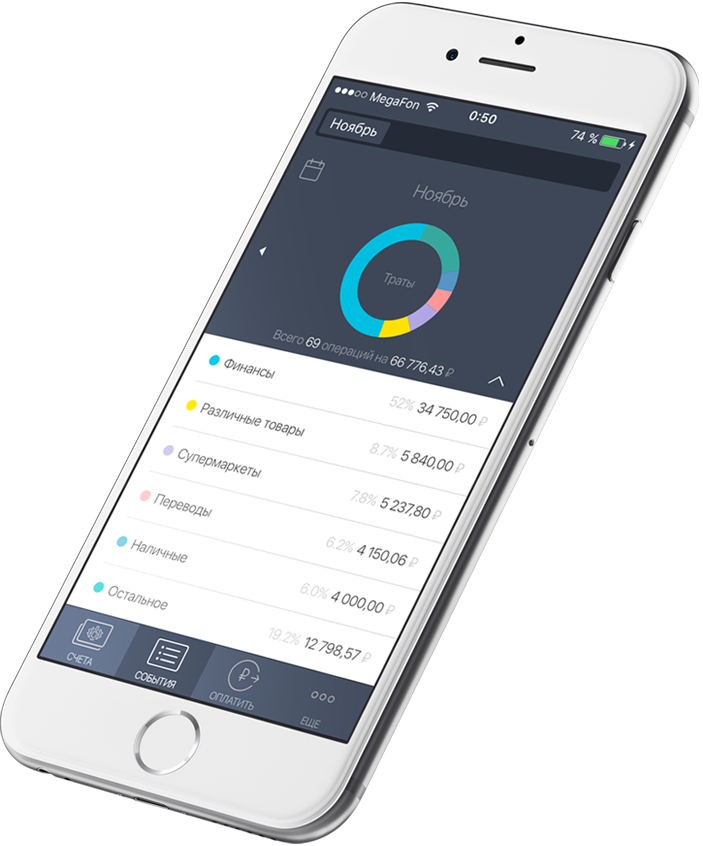 MegaFon 0:50 74 %
Ноябрь
Ноябрь
Траты
Всего 69 операций на 66 776,43 ₽
Финансы 52% 34 750,00 ₽
Различные товары 8.7% 5 840,00 ₽
Супермаркеты 7.8% 5 237,80 ₽
Переводы 6.2% 4 150,06 ₽
Наличные 6.0% 4 000,00 ₽
Остальное 19.2% 12 798,57 ₽
СЧЕТА СОБЫТИЯ ОПЛАТИТЬ ЕЩЕ